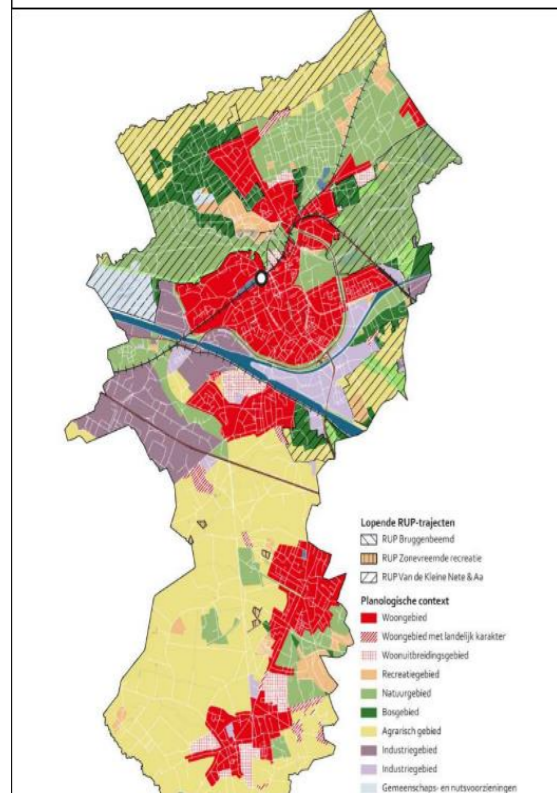 Lopende RUP-trajecten
RUP Bruggenbeemd
RUP Zonevreemde recreatie
RUP Van de Kleine Nete & Aa
Planologische context
Woongebied
Woongebied met landelijk karakter
Woonuitbreidingsgebied
Recreatiegebied
Natuurgebied
Bosgebied
Agrarisch gebied
Industriegebied
Industriegebied
Gemeenschaps- en nutsvoorzieningen